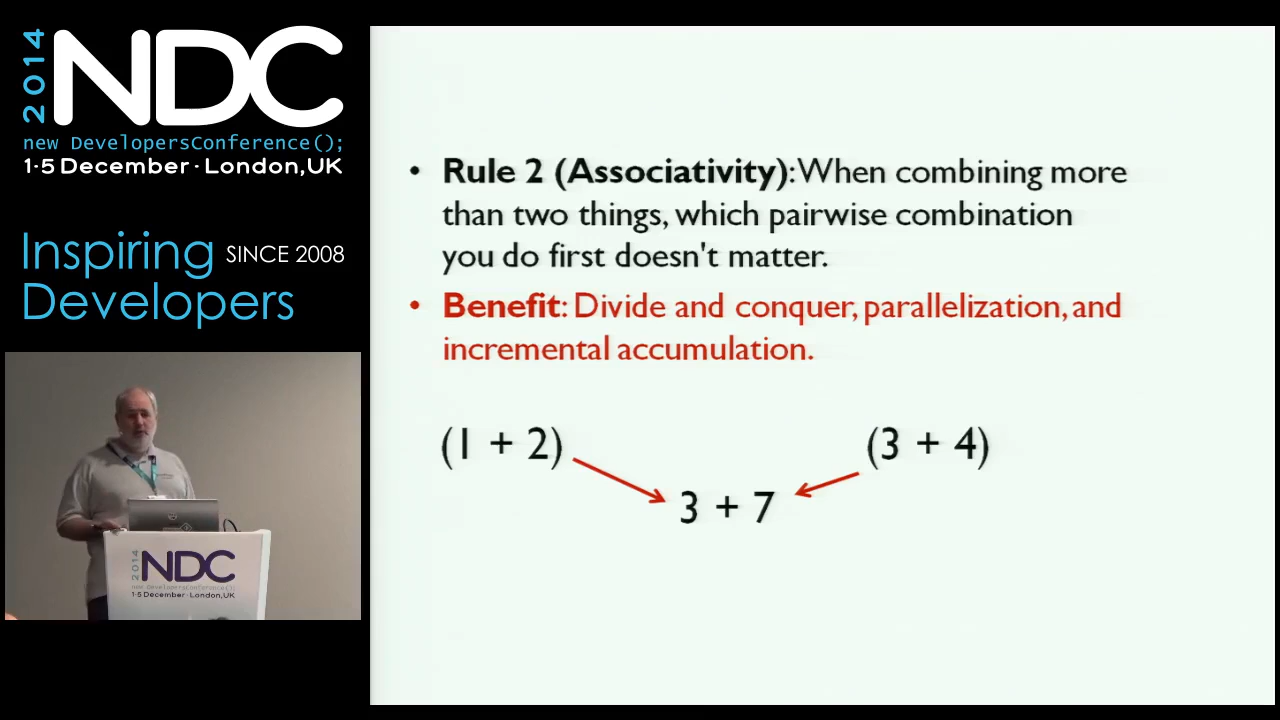 2014
NDC
new DevelopersConference();
1-5 December · London, UK
Inspiring SINCE 2008
Developers
2014
NDC
new DevelopersConference();
1-5 December · London, UK
• Rule 2 (Associativity): When combining more
than two things, which pairwise combination
you do first doesn't matter.
• Benefit: Divide and conquer, parallelization, and
incremental accumulation.
(1 + 2) (3 + 4)
3 + 7